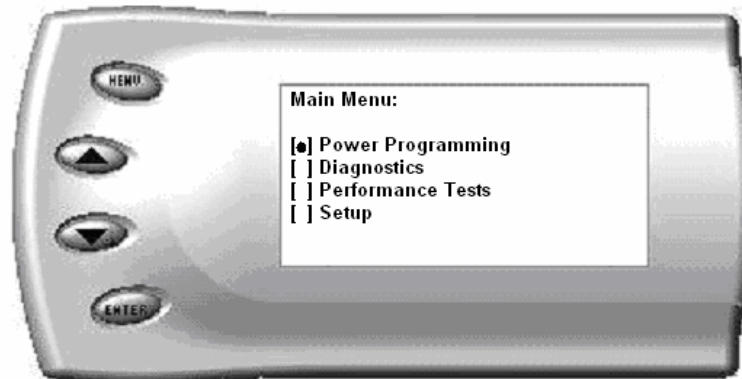 MENU
Main Menu:
[●] Power Programming
[ ] Diagnostics
[ ] Performance Tests
[ ] Setup
ENTER